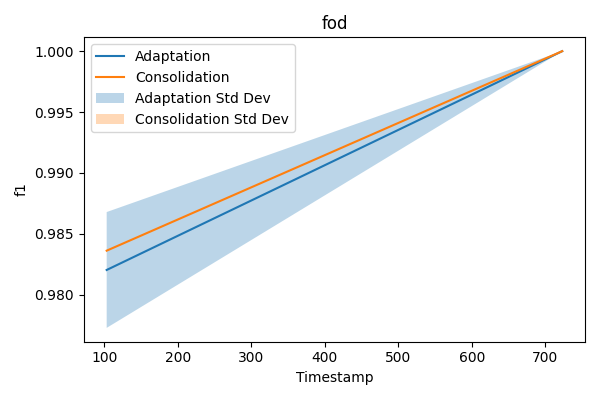 fod
Adaptation
Consolidation
Adaptation Std Dev
Consolidation Std Dev
1.000
0.995
0.990
0.985
0.980
f1
100 200 300 400 500 600 700
Timestamp